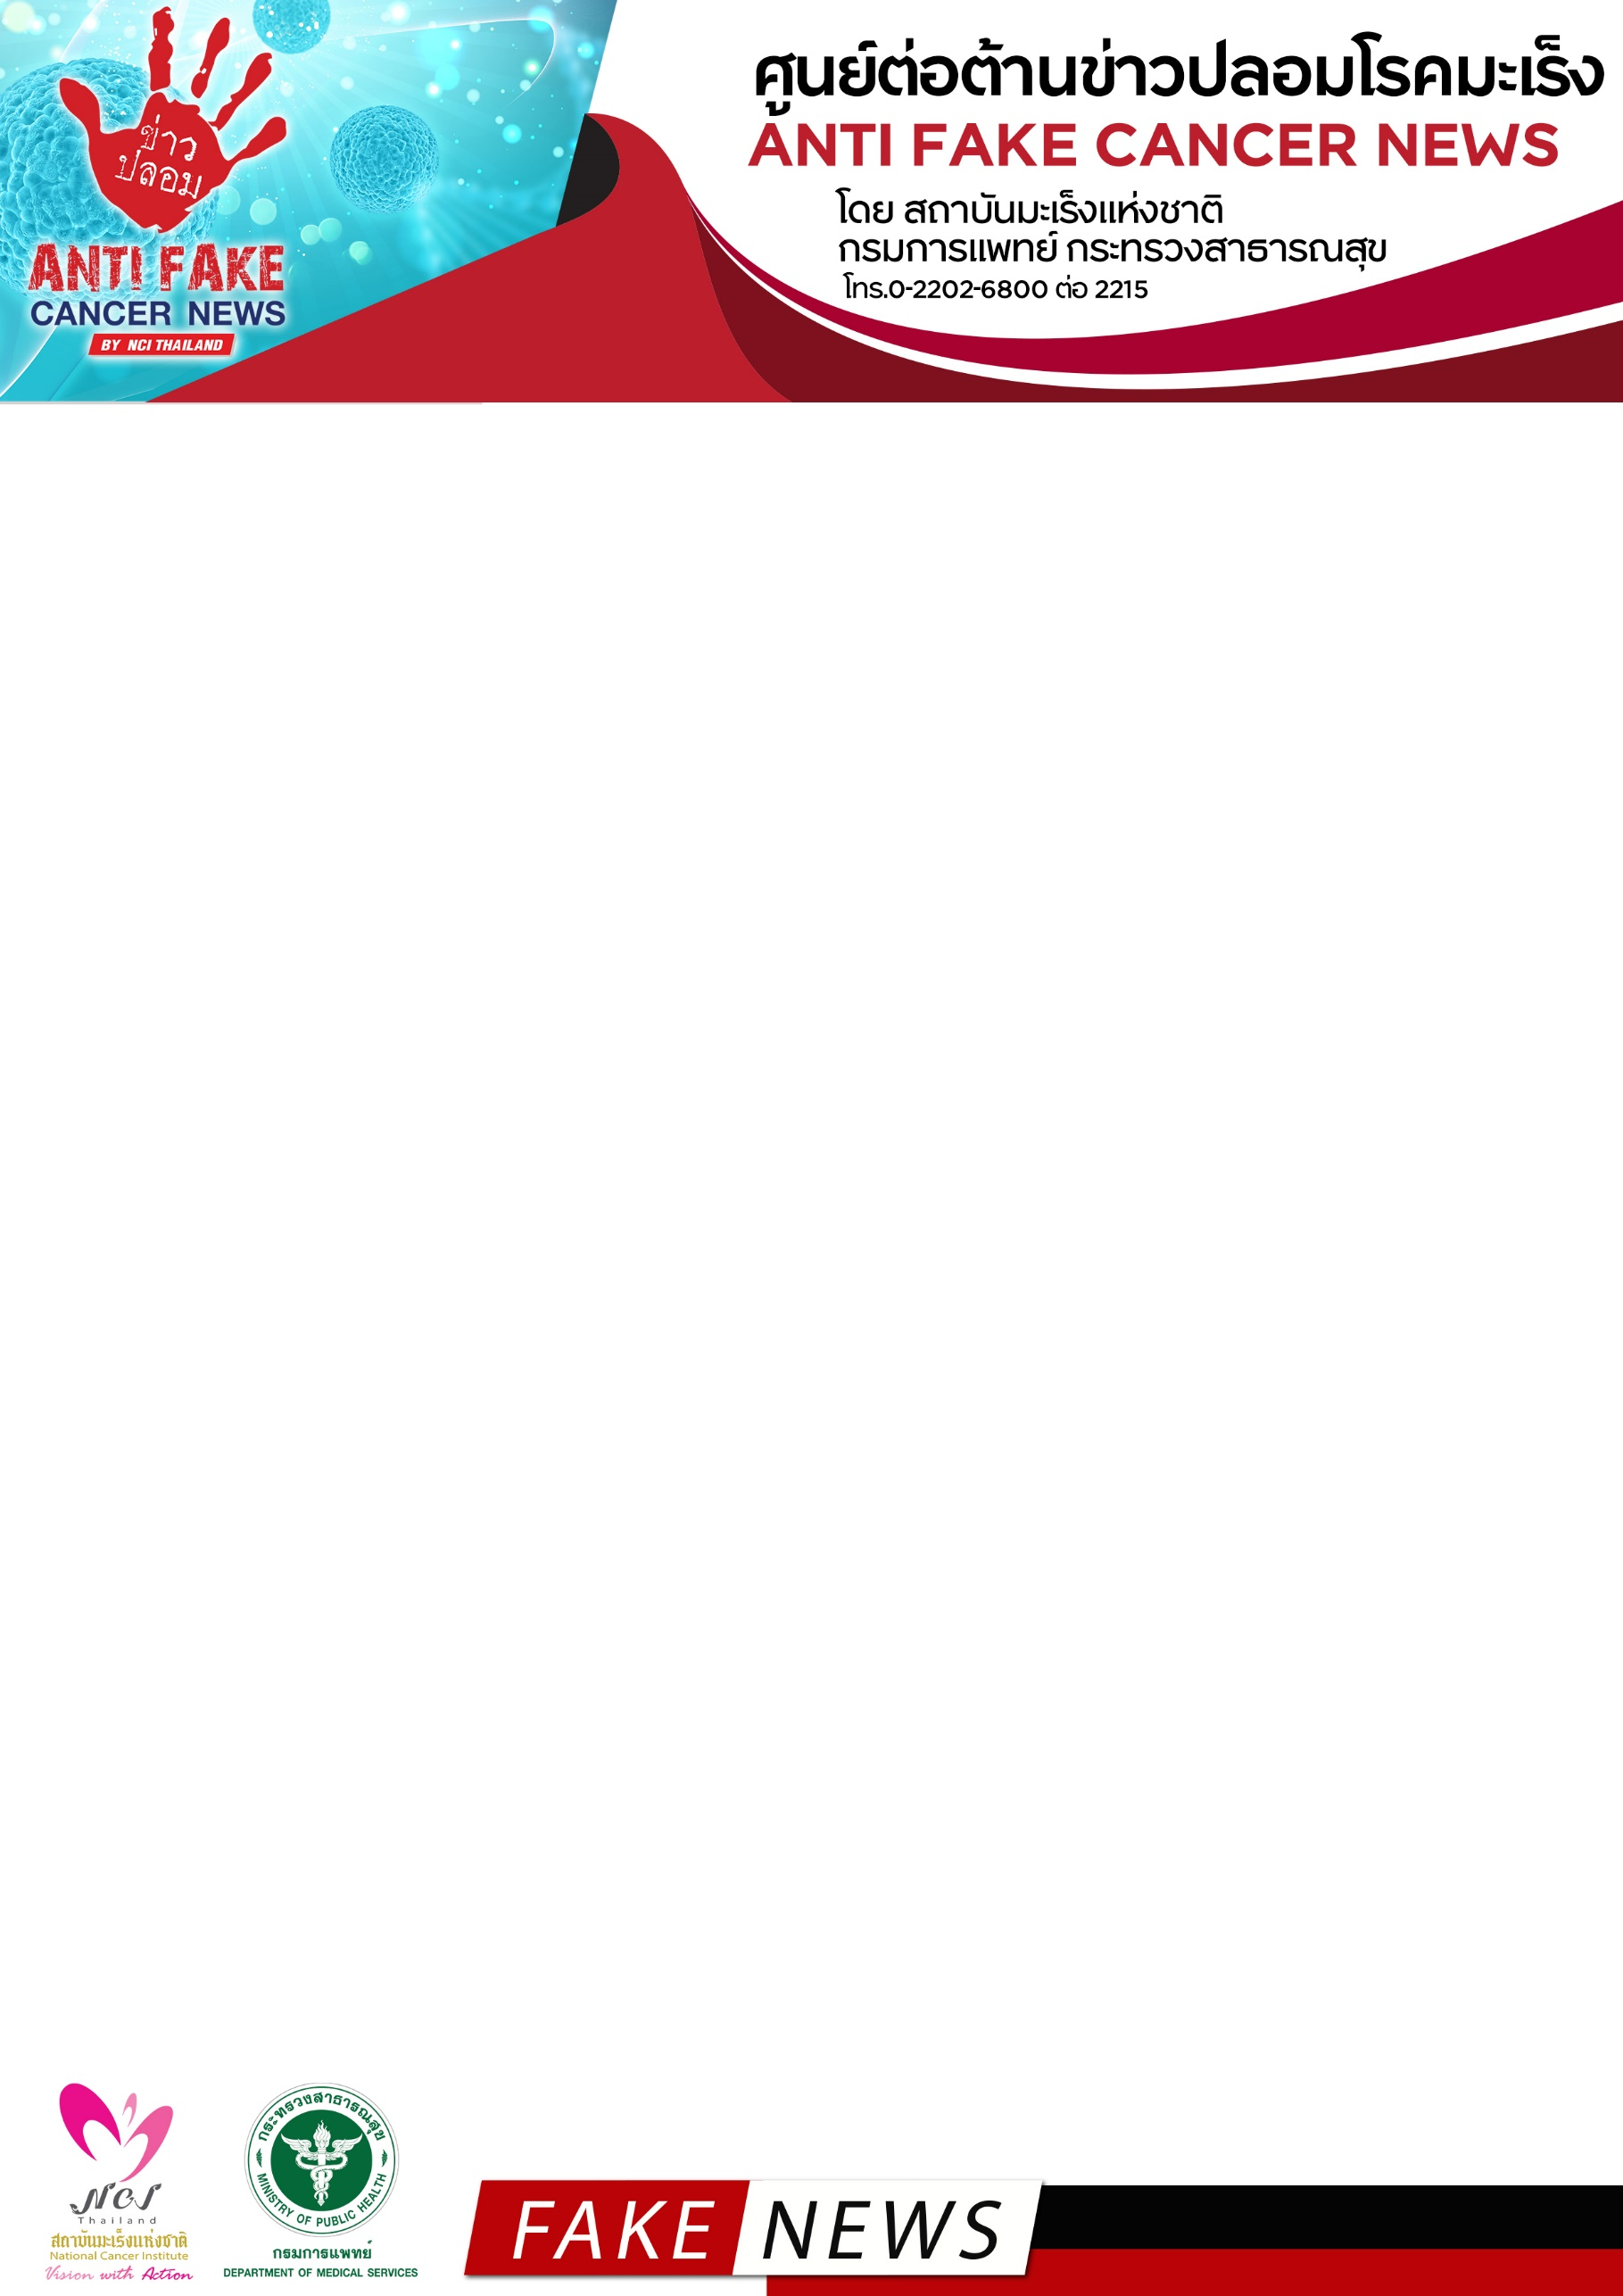 ข่าว
ปลอม
ANTI FAKE
CANCER NEWS
BY NCI THAILAND
ศูนย์ต่อต้านข่าวปลอมโรคมะเร็ง
ANTI FAKE CANCER NEWS
โดย สถาบันมะเร็งแห่งชาติ
กรมการแพทย์ กระทรวงสาธารณสุข
โทร.0-2202-6800 ต่อ 2215
NCI
Thailand
สถาบันมะเร็งแห่งชาติ
National Cancer Institute
Vision with Action
กระทรวงสาธารณสุข
MINISTRY OF PUBLIC HEALTH
กรมการแพทย์
DEPARTMENT OF MEDICAL SERVICES
FAKE NEWS